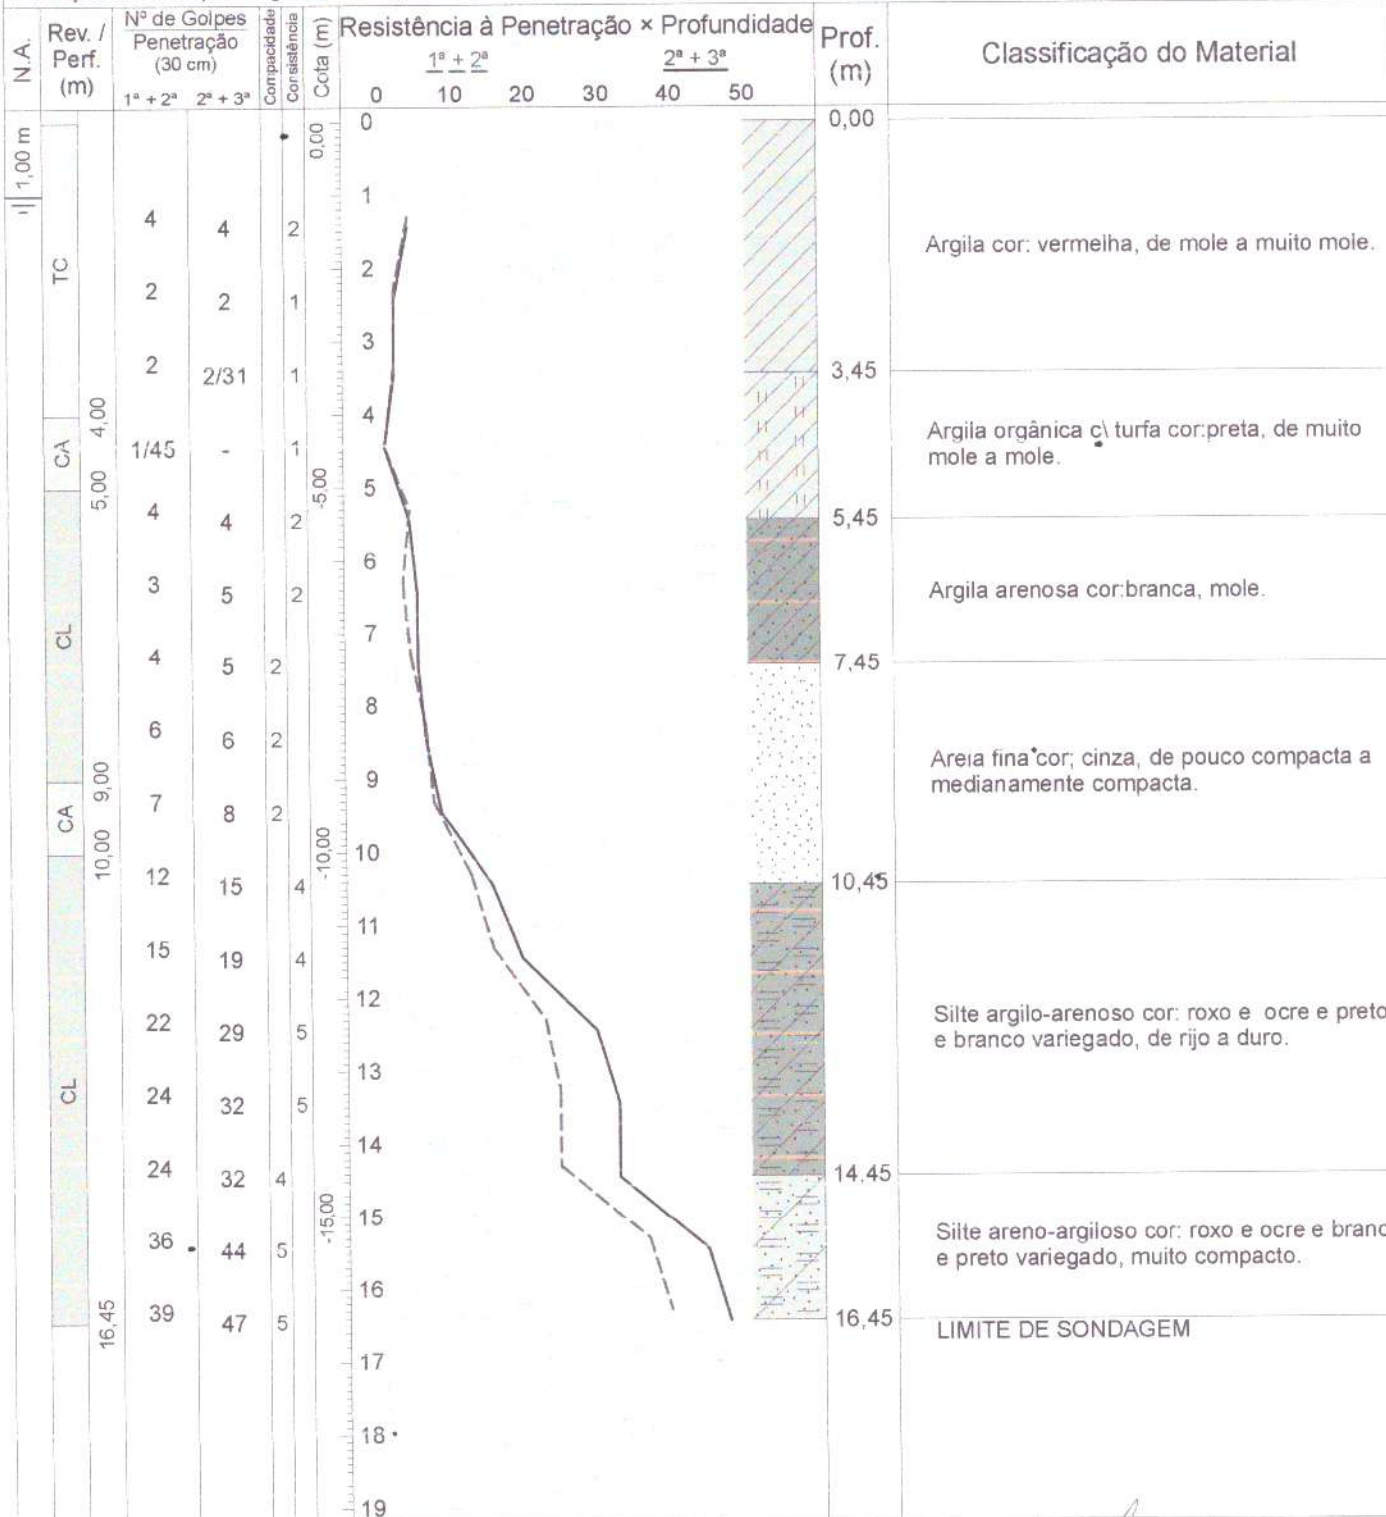 N.A.
Rev. /
Perf.
(m)
Nº de Golpes
Penetração
(30 cm)
1ª + 2ª 2ª + 3ª
Compacidade
Consistência
Cota (m)
Resistência à Penetração × Profundidade
1ª + 2ª 2ª + 3ª
0 10 20 30 40 50
Prof.
(m)
Classificação do Material
1,00 m
TC
4,00
CA
5,00
CL
9,00
CA
10,00
CL
16,45
4 4 2
2 2 1
2 2/31 1
1/45 - 1
4 4 2
3 5 2
4 5 2
6 6 2
7 8 2
12 15 4
15 19 4
22 29 5
24 32 5
24 32 4
36 44 5
39 47 5
0,00
-5,00
-10,00
-15,00
0
1
2
3
4
5
6
7
8
9
10
11
12
13
14
15
16
17
18
19
0,00
Argila cor: vermelha, de mole a muito mole.
3,45
Argila orgânica c\ turfa cor:preta, de muito
mole a mole.
5,45
Argila arenosa cor:branca, mole.
7,45
Areia fina cor; cinza, de pouco compacta a
medianamente compacta.
10,45
Silte argilo-arenoso cor: roxo e ocre e preto
e branco variegado, de rijo a duro.
14,45
Silte areno-argiloso cor: roxo e ocre e branc
e preto variegado, muito compacto.
16,45
LIMITE DE SONDAGEM